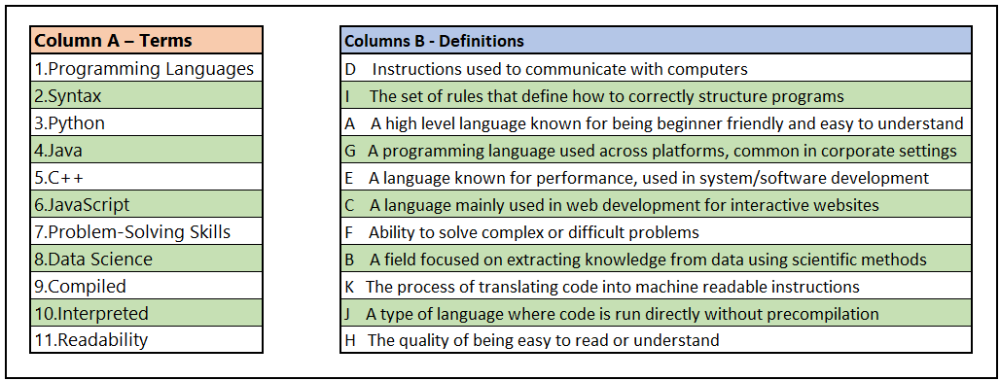 Column A – Terms
1.Programming Languages
2.Syntax
3.Python
4.Java
5.C++
6.JavaScript
7.Problem-Solving Skills
8.Data Science
9.Compiled
10.Interpreted
11.Readability
Columns B - Definitions
D Instructions used to communicate with computers
I The set of rules that define how to correctly structure programs
A A high level language known for being beginner friendly and easy to understand
G A programming language used across platforms, common in corporate settings
E A language known for performance, used in system/software development
C A language mainly used in web development for interactive websites
F Ability to solve complex or difficult problems
B A field focused on extracting knowledge from data using scientific methods
K The process of translating code into machine readable instructions
J A type of language where code is run directly without precompilation
H The quality of being easy to read or understand